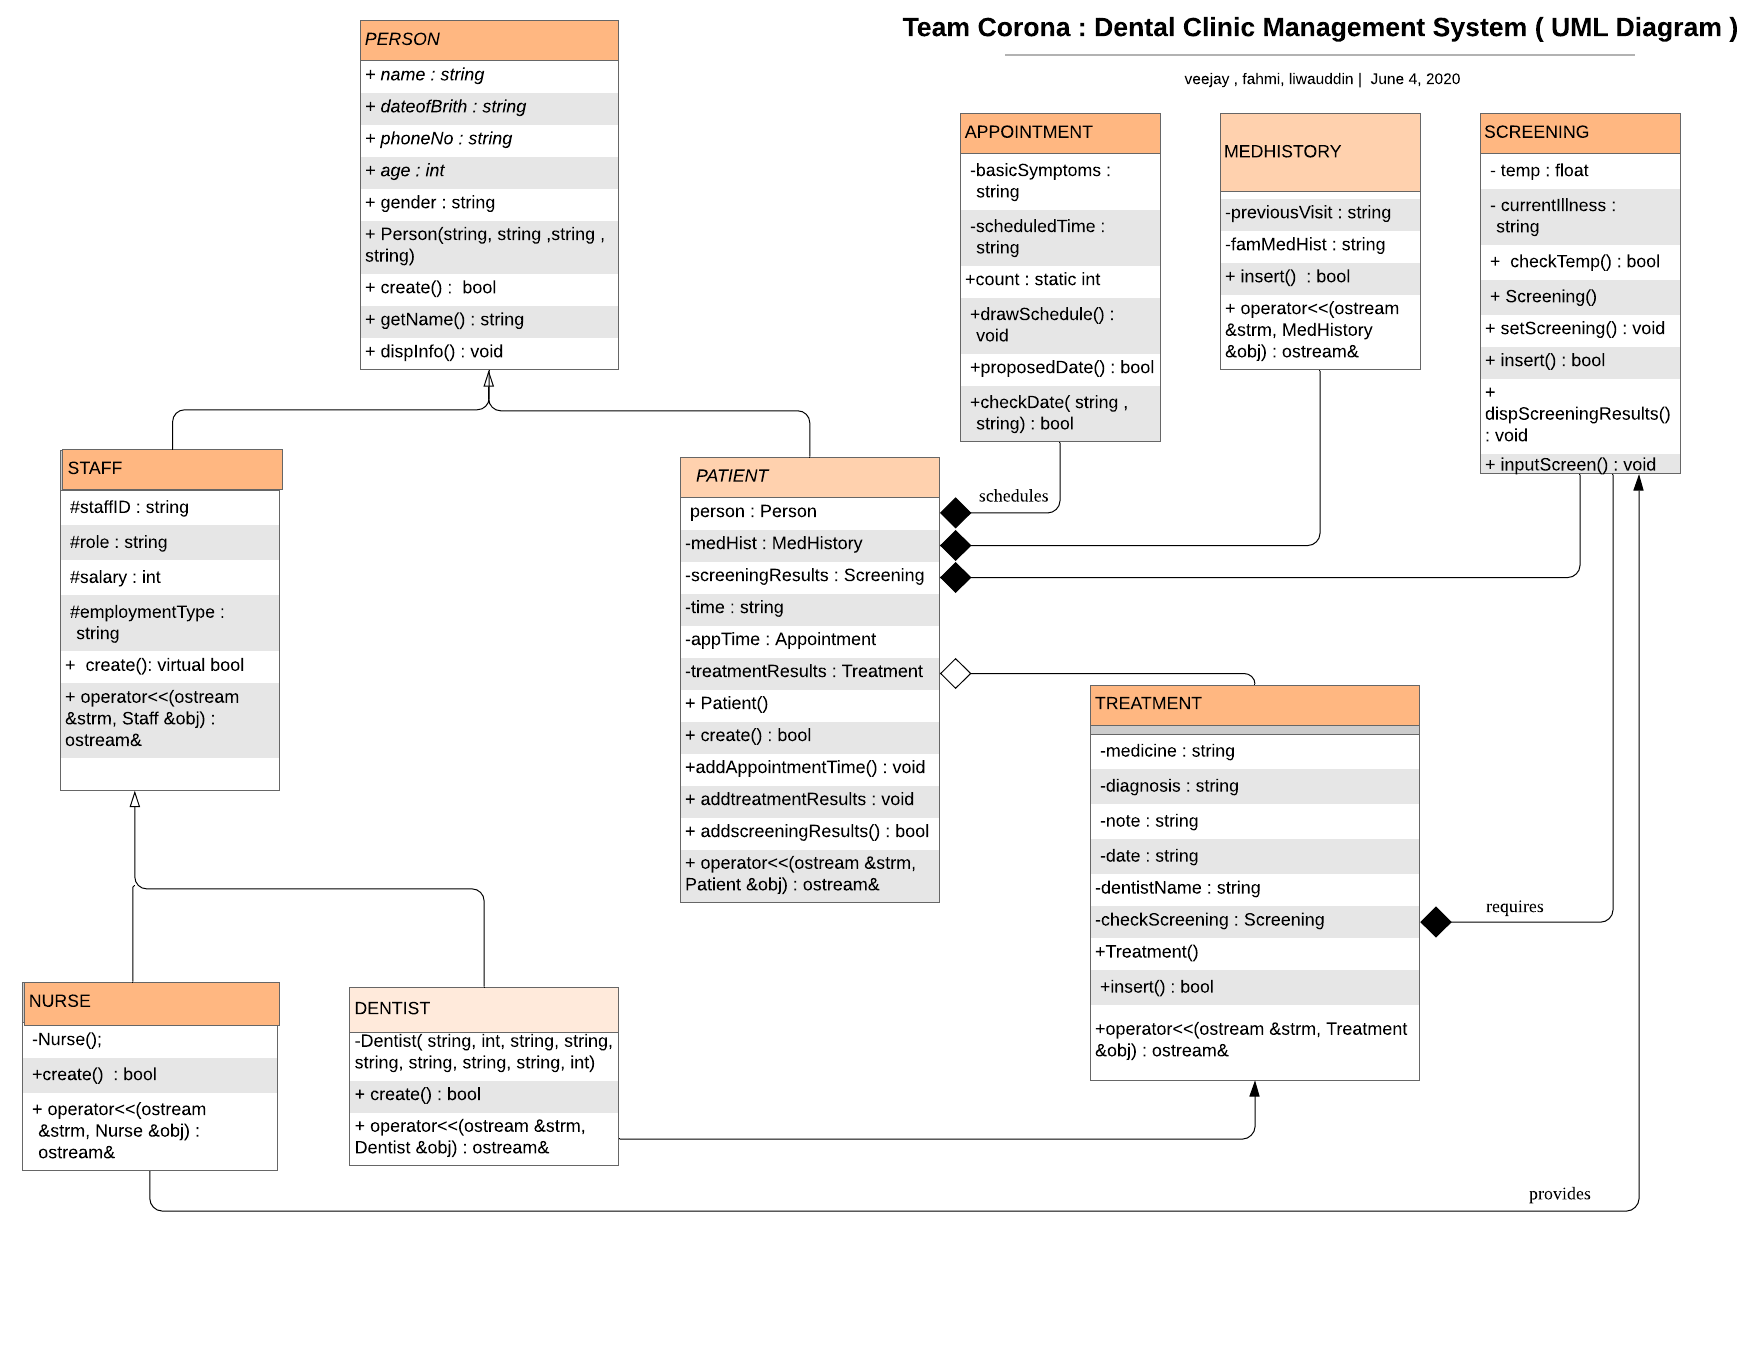 Team Corona : Dental Clinic Management System ( UML Diagram )
veejay , fahmi, liwauddin |  June 4, 2020
PERSON
+ name : string
+ dateofBrith : string
+ phoneNo : string
+ age : int
+ gender : string
+ Person(string, string ,string ,
string)
+ create() :  bool
+ getName() : string
+ dispInfo() : void
APPOINTMENT
-basicSymptoms :
string
-scheduledTime :
string
+count : static int
+drawSchedule() :
void
+proposedDate() : bool
+checkDate( string ,
string) : bool
MEDHISTORY
-previousVisit : string
-famMedHist : string
+ insert()  : bool
+ operator<<(ostream
&strm, MedHistory
&obj) : ostream&
SCREENING
- temp : float
- currentIllness :
string
+  checkTemp() : bool
+ Screening()
+ setScreening() : void
+ insert() : bool
+
dispScreeningResults()
: void
+ inputScreen() : void
STAFF
#staffID : string
#role : string
#salary : int
#employmentType :
string
+  create(): virtual bool
+ operator<<(ostream
&strm, Staff &obj) :
ostream&
PATIENT
person : Person
-medHist : MedHistory
-screeningResults : Screening
-time : string
-appTime : Appointment
-treatmentResults : Treatment
+ Patient()
+ create() : bool
+addAppointmentTime() : void
+ addtreatmentResults : void
+ addscreeningResults() : bool
+ operator<<(ostream &strm,
Patient &obj) : ostream&
schedules
TREATMENT
-medicine : string
-diagnosis : string
-note : string
-date : string
-dentistName : string
-checkScreening : Screening
+Treatment()
+insert() : bool
+operator<<(ostream &strm, Treatment
&obj) : ostream&
requires
NURSE
-Nurse();
+create()  : bool
+ operator<<(ostream
&strm, Nurse &obj) :
ostream&
DENTIST
-Dentist( string, int, string, string,
string, string, string, string, int)
+ create() : bool
+ operator<<(ostream &strm,
Dentist &obj) : ostream&
provides